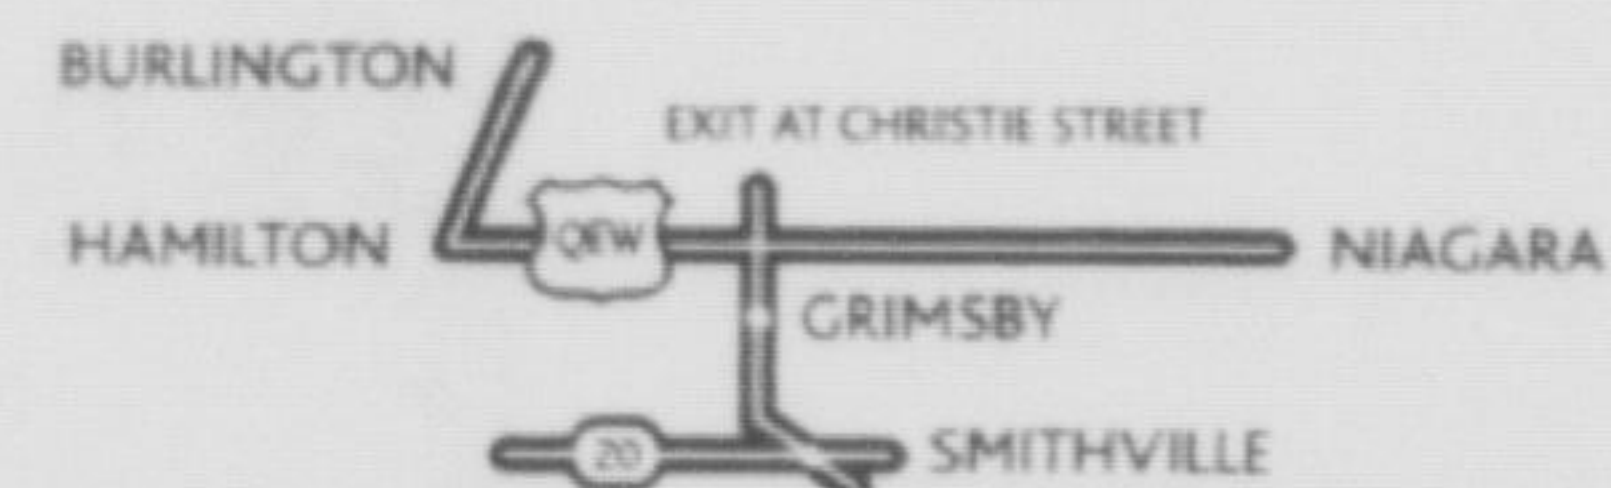 BURLINGTON
EXIT AT CHRISTIE STREET
HAMILTON
QEW
NIAGARA
GRIMSBY
20
SMITHVILLE